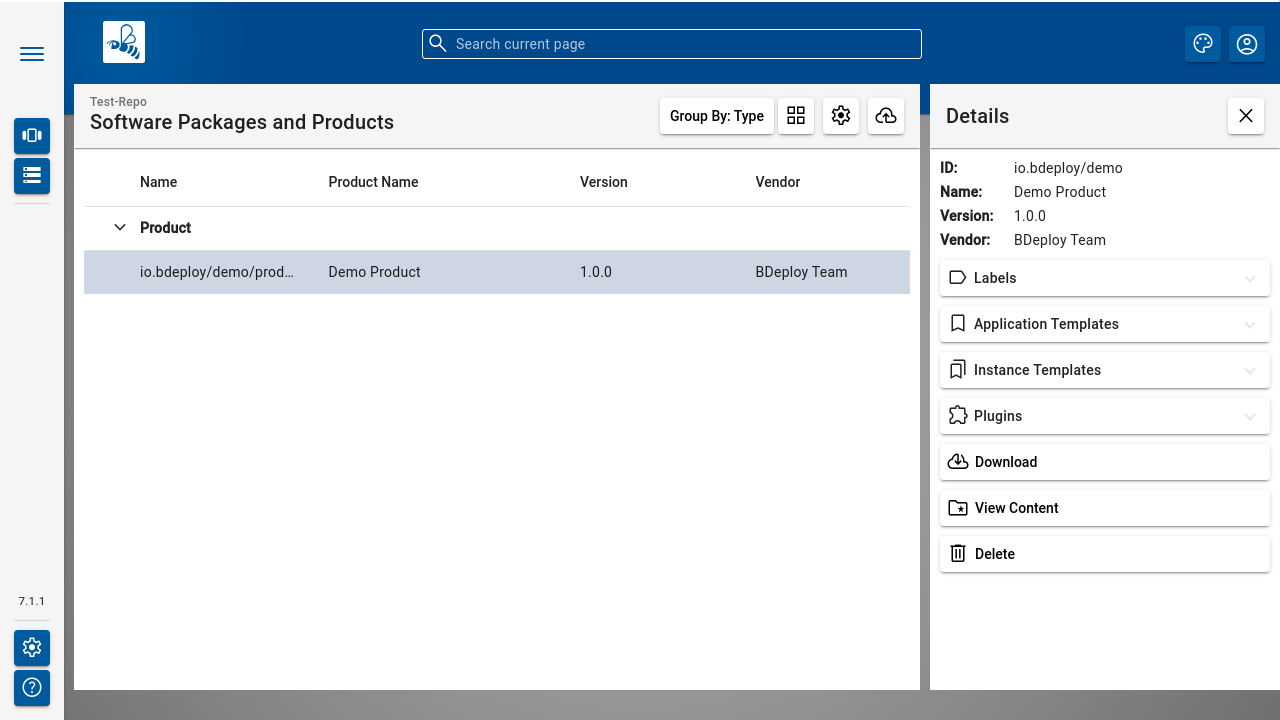 Search current page
Test-Repo
Software Packages and Products
Group By: Type
Name Product Name Version Vendor
Product
io.bdeploy/demo/prod… Demo Product 1.0.0 BDeploy Team
Details
ID: io.bdeploy/demo
Name: Demo Product
Version: 1.0.0
Vendor: BDeploy Team
Labels
Application Templates
Instance Templates
Plugins
Download
View Content
Delete
7.1.1